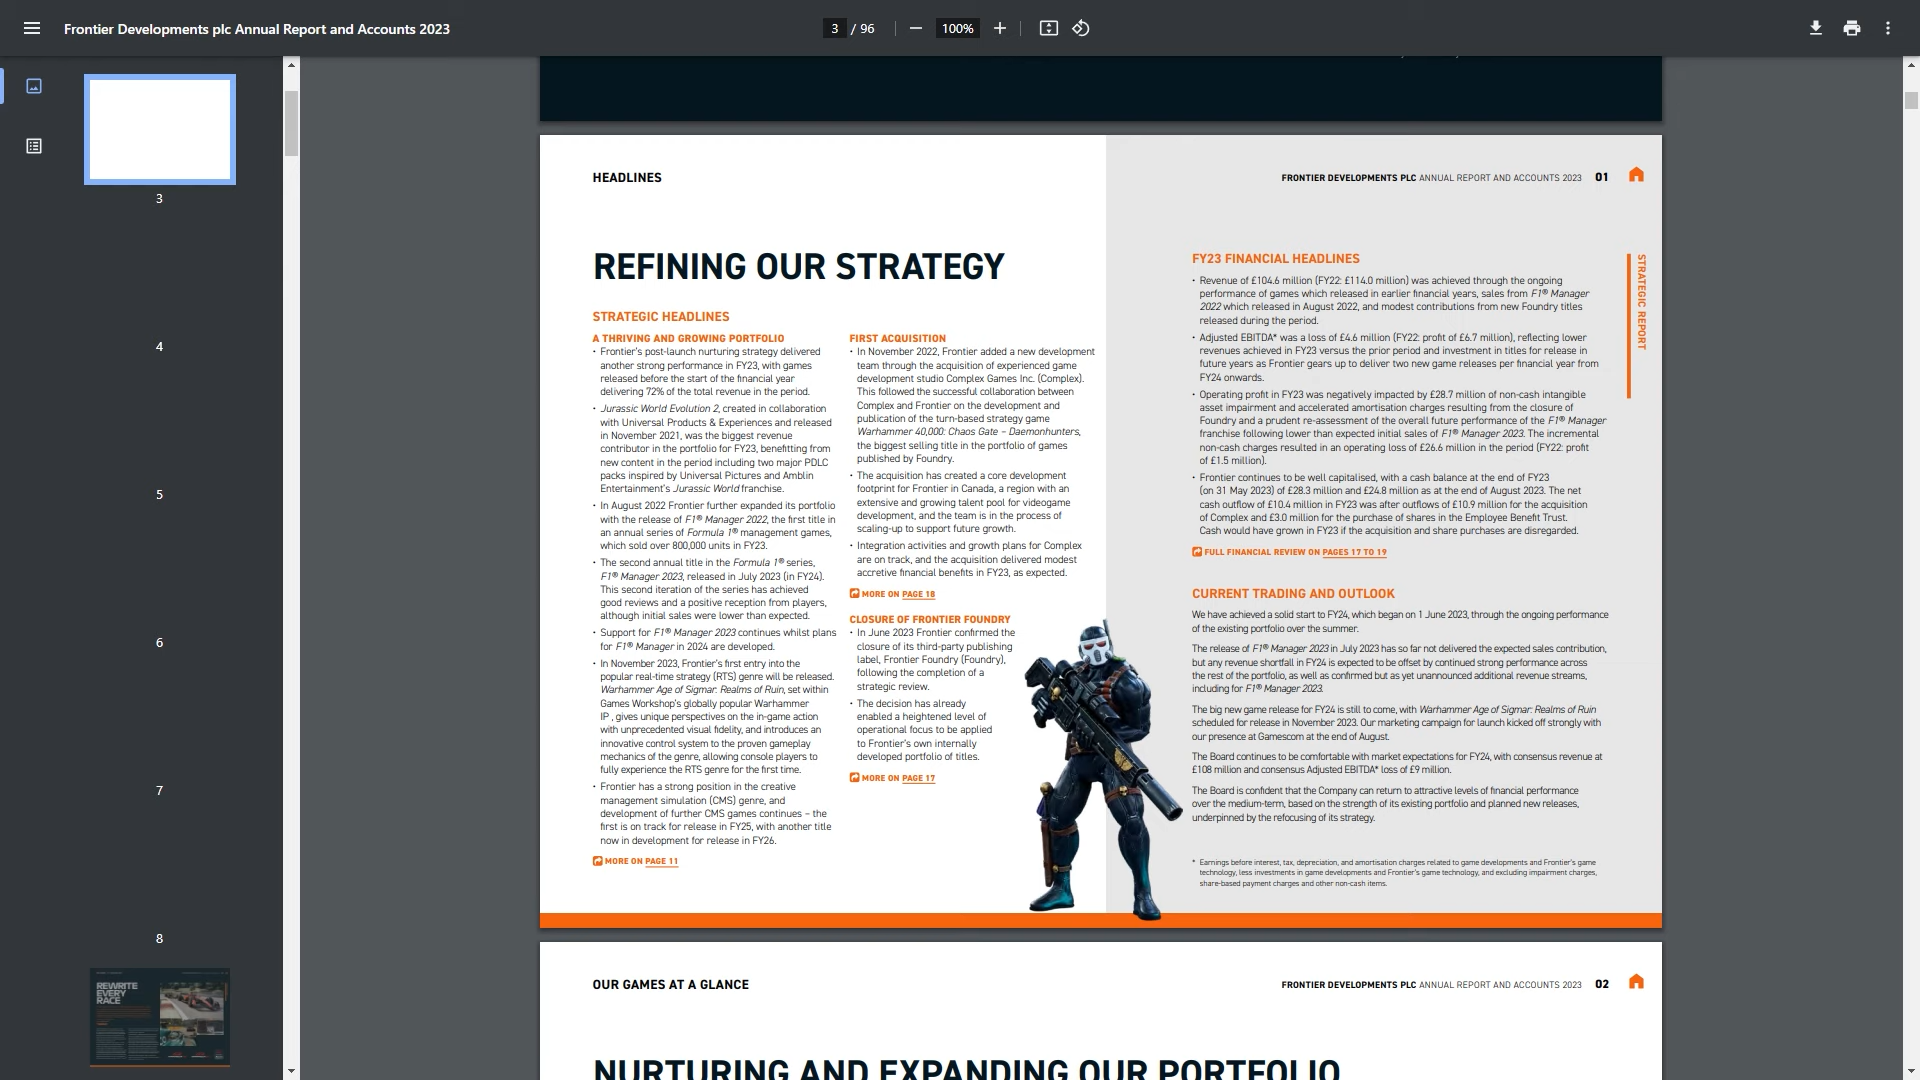 Frontier Developments plc Annual Report and Accounts 2023
3 / 96
100%
3
4
5
6
7
8
REWRITE
EVERY
RACE
HEADLINES
FRONTIER DEVELOPMENTS PLC ANNUAL REPORT AND ACCOUNTS 2023 01
REFINING OUR STRATEGY
STRATEGIC HEADLINES
A THRIVING AND GROWING PORTFOLIO
• Frontier's post-launch nurturing strategy delivered
another strong performance in FY23, with games
released before the start of the financial year
delivering 72% of the total revenue in the period.
• Jurassic World Evolution 2, created in collaboration
with Universal Products & Experiences and released
in November 2021, was the biggest revenue
contributor in the portfolio for FY23, benefitting from
new content in the period including two major PDLC
packs inspired by Universal Pictures and Amblin
Entertainment's Jurassic World franchise.
• In August 2022 Frontier further expanded its portfolio
with the release of F1® Manager 2022, the first title in
an annual series of Formula 1® management games,
which sold over 800,000 units in FY23.
• The second annual title in the Formula 1® series,
F1® Manager 2023, released in July 2023 (in FY24).
This second iteration of the series has achieved
good reviews and a positive reception from players,
although initial sales were lower than expected.
• Support for F1® Manager 2023 continues whilst plans
for F1® Manager in 2024 are developed.
• In November 2023, Frontier's first entry into the
popular real-time strategy (RTS) genre will be released.
Warhammer Age of Sigmar: Realms of Ruin, set within
Games Workshop's globally popular Warhammer
IP , gives unique perspectives on the in-game action
with unprecedented visual fidelity, and introduces an
innovative control system to the proven gameplay
mechanics of the genre, allowing console players to
fully experience the RTS genre for the first time.
• Frontier has a strong position in the creative
management simulation (CMS) genre, and
development of further CMS games continues – the
first is on track for release in FY25, with another title
now in development for release in FY26.
MORE ON PAGE 11
FIRST ACQUISITION
• In November 2022, Frontier added a new development
team through the acquisition of experienced game
development studio Complex Games Inc. (Complex).
This followed the successful collaboration between
Complex and Frontier on the development and
publication of the turn-based strategy game
Warhammer 40,000: Chaos Gate – Daemonhunters,
the biggest selling title in the portfolio of games
published by Foundry.
• The acquisition has created a core development
footprint for Frontier in Canada, a region with an
extensive and growing talent pool for videogame
development, and the team is in the process of
scaling-up to support future growth.
• Integration activities and growth plans for Complex
are on track, and the acquisition delivered modest
accretive financial benefits in FY23, as expected.
MORE ON PAGE 18
CLOSURE OF FRONTIER FOUNDRY
• In June 2023 Frontier confirmed the
closure of its third-party publishing
label, Frontier Foundry (Foundry),
following the completion of a
strategic review.
• The decision has already
enabled a heightened level of
operational focus to be applied
to Frontier's own internally
developed portfolio of titles.
MORE ON PAGE 17
FY23 FINANCIAL HEADLINES
• Revenue of £104.6 million (FY22: £114.0 million) was achieved through the ongoing
performance of games which released in earlier financial years, sales from F1® Manager
2022 which released in August 2022, and modest contributions from new Foundry titles
released during the period.
• Adjusted EBITDA* was a loss of £4.6 million (FY22: profit of £6.7 million), reflecting lower
revenues achieved in FY23 versus the prior period and investment in titles for release in
future years as Frontier gears up to deliver two new game releases per financial year from
FY24 onwards.
• Operating profit in FY23 was negatively impacted by £28.7 million of non-cash intangible
asset impairment and accelerated amortisation charges resulting from the closure of
Foundry and a prudent re-assessment of the overall future performance of the F1® Manager
franchise following lower than expected initial sales of F1® Manager 2023. The incremental
non-cash charges resulted in an operating loss of £26.6 million in the period (FY22: profit
of £1.5 million).
• Frontier continues to be well capitalised, with a cash balance at the end of FY23
(on 31 May 2023) of £28.3 million and £24.8 million as at the end of August 2023. The net
cash outflow of £10.4 million in FY23 was after outflows of £10.9 million for the acquisition
of Complex and £3.0 million for the purchase of shares in the Employee Benefit Trust.
Cash would have grown in FY23 if the acquisition and share purchases are disregarded.
FULL FINANCIAL REVIEW ON PAGES 17 TO 19
STRATEGIC REPORT
CURRENT TRADING AND OUTLOOK
We have achieved a solid start to FY24, which began on 1 June 2023, through the ongoing performance
of the existing portfolio over the summer.
The release of F1® Manager 2023 in July 2023 has so far not delivered the expected sales contribution,
but any revenue shortfall in FY24 is expected to be offset by continued strong performance across
the rest of the portfolio, as well as confirmed but as yet unannounced additional revenue streams,
including for F1® Manager 2023.
The big new game release for FY24 is still to come, with Warhammer Age of Sigmar: Realms of Ruin
scheduled for release in November 2023. Our marketing campaign for launch kicked off strongly with
our presence at Gamescom at the end of August.
The Board continues to be comfortable with market expectations for FY24, with consensus revenue at
£108 million and consensus Adjusted EBITDA* loss of £9 million.
The Board is confident that the Company can return to attractive levels of financial performance
over the medium-term, based on the strength of its existing portfolio and planned new releases,
underpinned by the refocusing of its strategy.
* Earnings before interest, tax, depreciation, and amortisation charges related to game developments and Frontier's game
technology, less investments in game developments and Frontier's game technology, and excluding impairment charges,
share-based payment charges and other non-cash items.
OUR GAMES AT A GLANCE
FRONTIER DEVELOPMENTS PLC ANNUAL REPORT AND ACCOUNTS 2023 02
NURTURING AND EXPANDING OUR PORTFOLIO